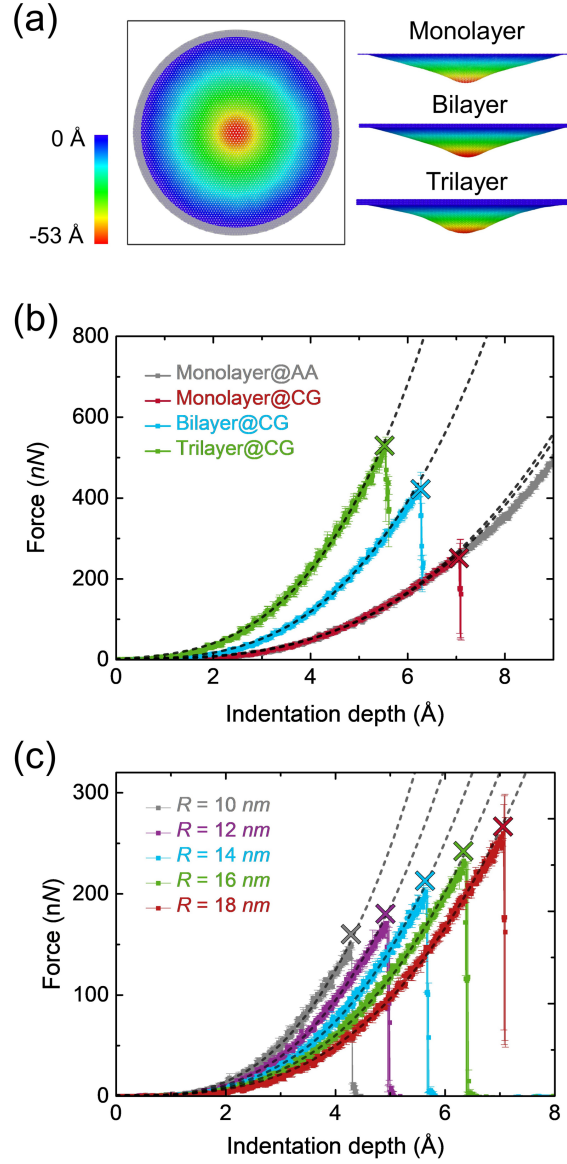 (a)
0 Å
-53 Å
Monolayer
Bilayer
Trilayer
(b)
Monolayer@AA
Monolayer@CG
Bilayer@CG
Trilayer@CG
800
600
400
200
0
Force (nN)
0 2 4 6 8
Indentation depth (Å)
(c)
R = 10 nm
R = 12 nm
R = 14 nm
R = 16 nm
R = 18 nm
300
200
100
0
Force (nN)
0 2 4 6 8
Indentation depth (Å)